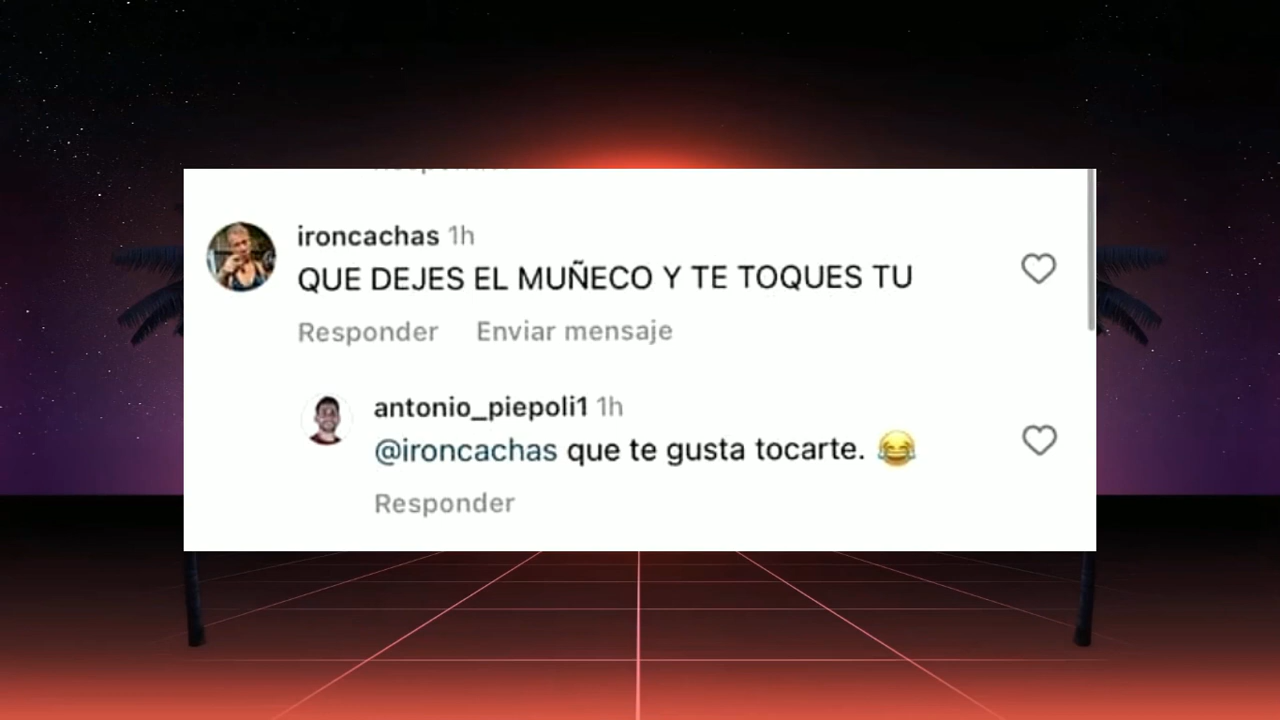 ironcachas 1h
QUE DEJES EL MUÑECO Y TE TOQUES TU
Responder Enviar mensaje
antonio_piepoli1 1h
@ironcachas que te gusta tocarte. 😂
Responder